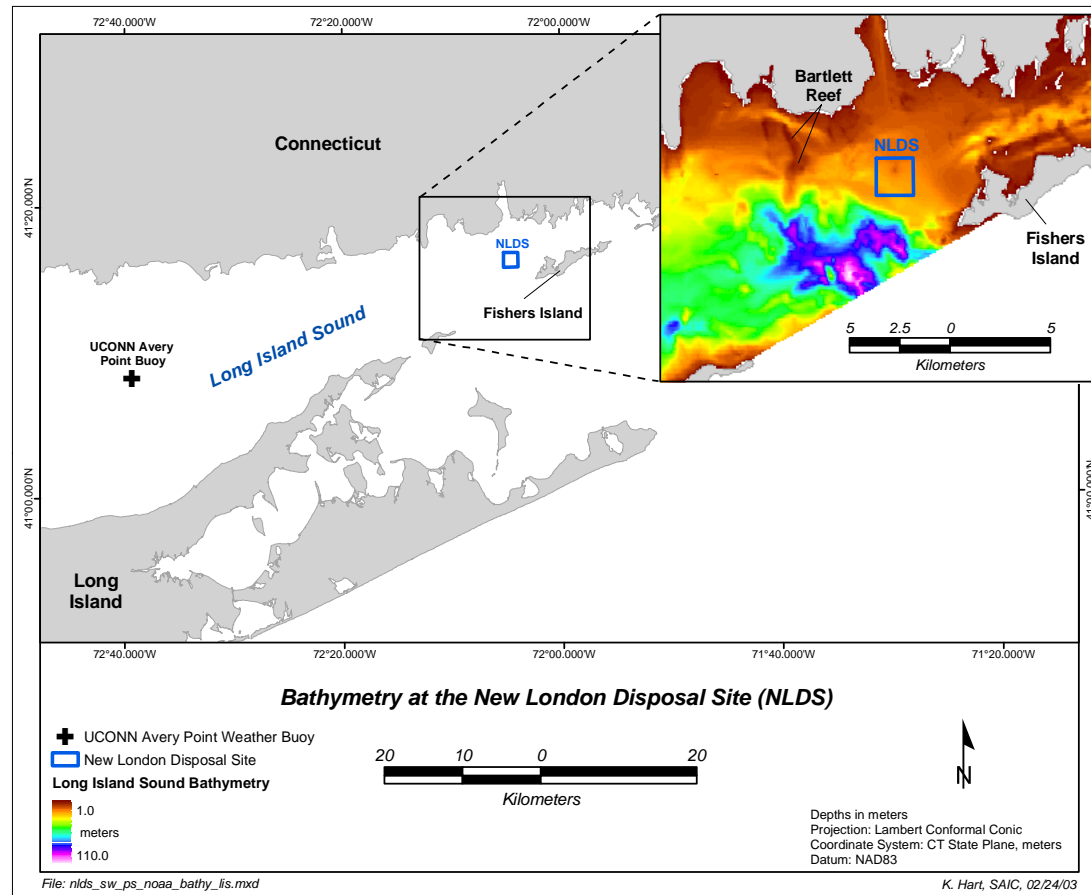 72°40.000'W
72°20.000'W
72°00.000'W
Bartlett
Reef
NLDS
Fishers
Island
5
2.5
0
5
Kilometers
Connecticut
41°20.000'N
NLDS
Fishers Island
Long Island Sound
UCONN Avery
Point Buoy
41°00.000'N
41°0
.000'N
Long
Island
72°40.000'W
72°20.000'W
72°00.000'W
71°40.000'W
71°20.000'W
Bathymetry at the New London Disposal Site (NLDS)
UCONN Avery Point Weather Buoy
New London Disposal Site
Long Island Sound Bathymetry
1.0
meters
110.0
20
10
0
20
Kilometers
N
Depths in meters
Projection: Lambert Conformal Conic
Coordinate System: CT State Plane, meters
Datum: NAD83
File: nlds_sw_ps_noaa_bathy_lis.mxd
K. Hart, SAIC, 02/24/03